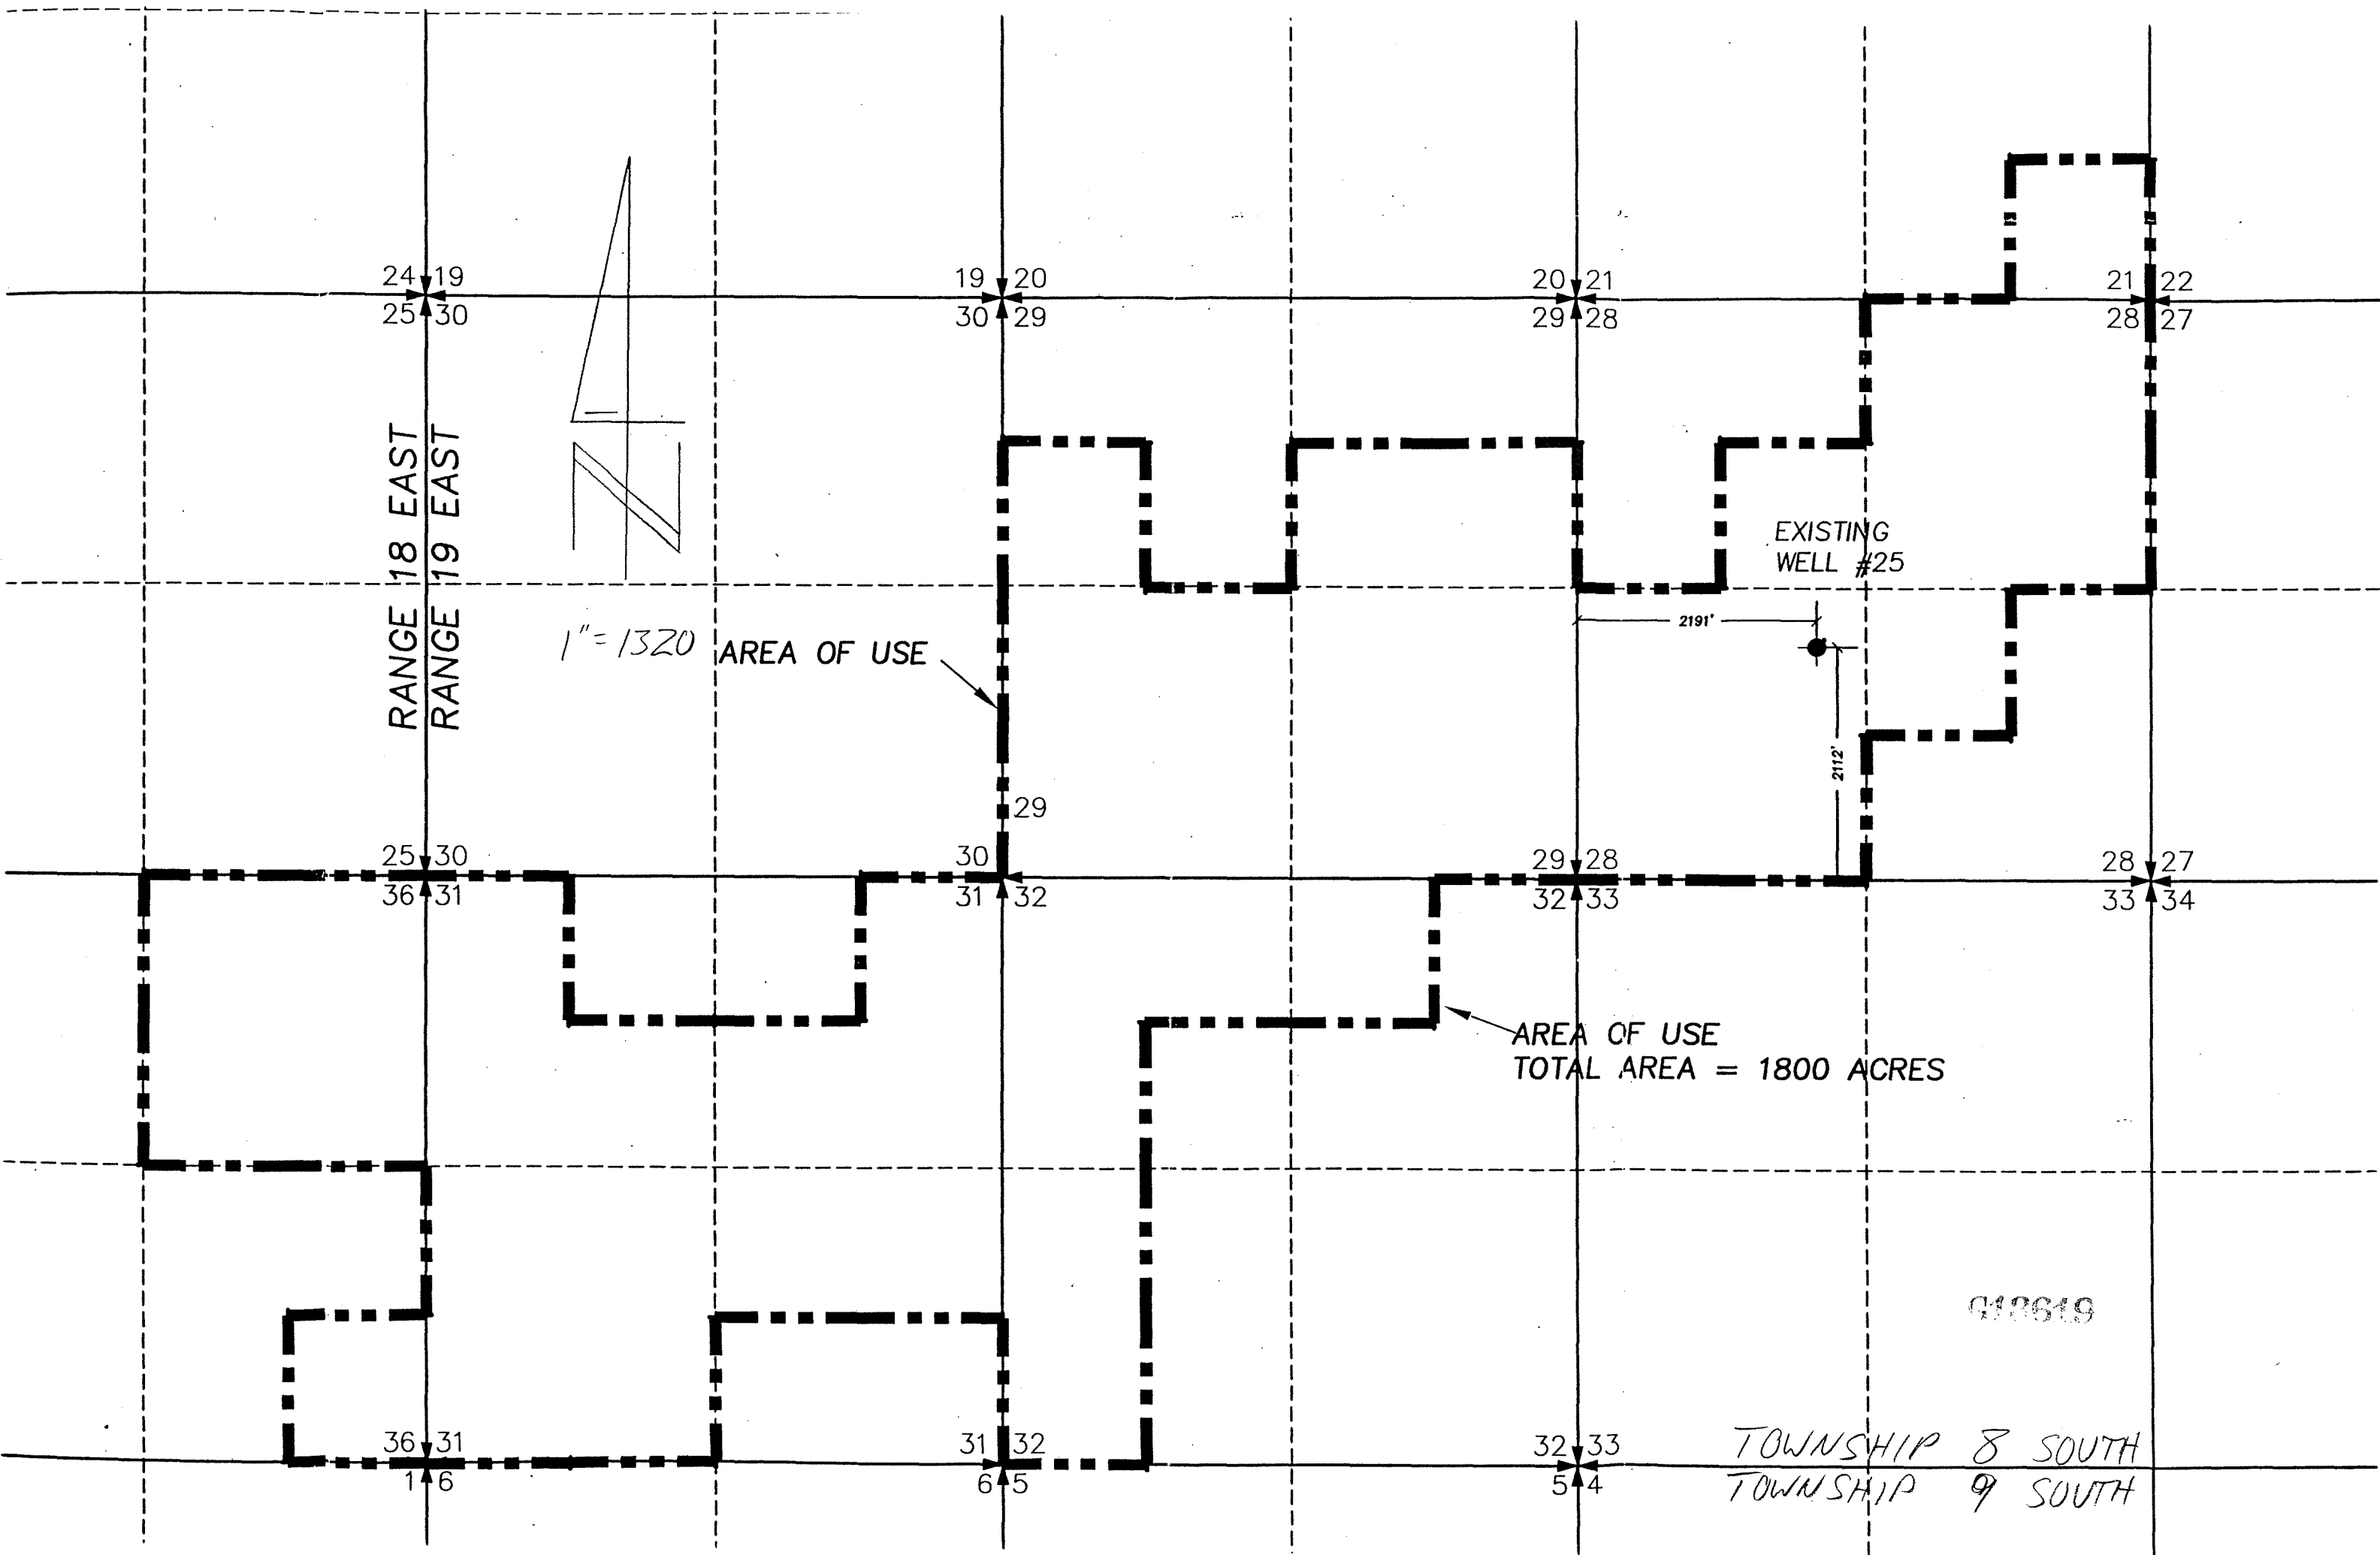 24 19
25 30
19 20
30 29
20 21
29 28
21 22
28 27
RANGE 18 EAST
RANGE 19 EAST
N
EXISTING
WELL #25
2191'
1"=1320
AREA OF USE
2112'
29
25 30
36 31
30
31 32
29 28
32 33
28 27
33 34
AREA OF USE
TOTAL AREA = 1800 ACRES
36 31
1 6
31 32
6 5
32 33
5 4
TOWNSHIP 8 SOUTH
TOWNSHIP 9 SOUTH